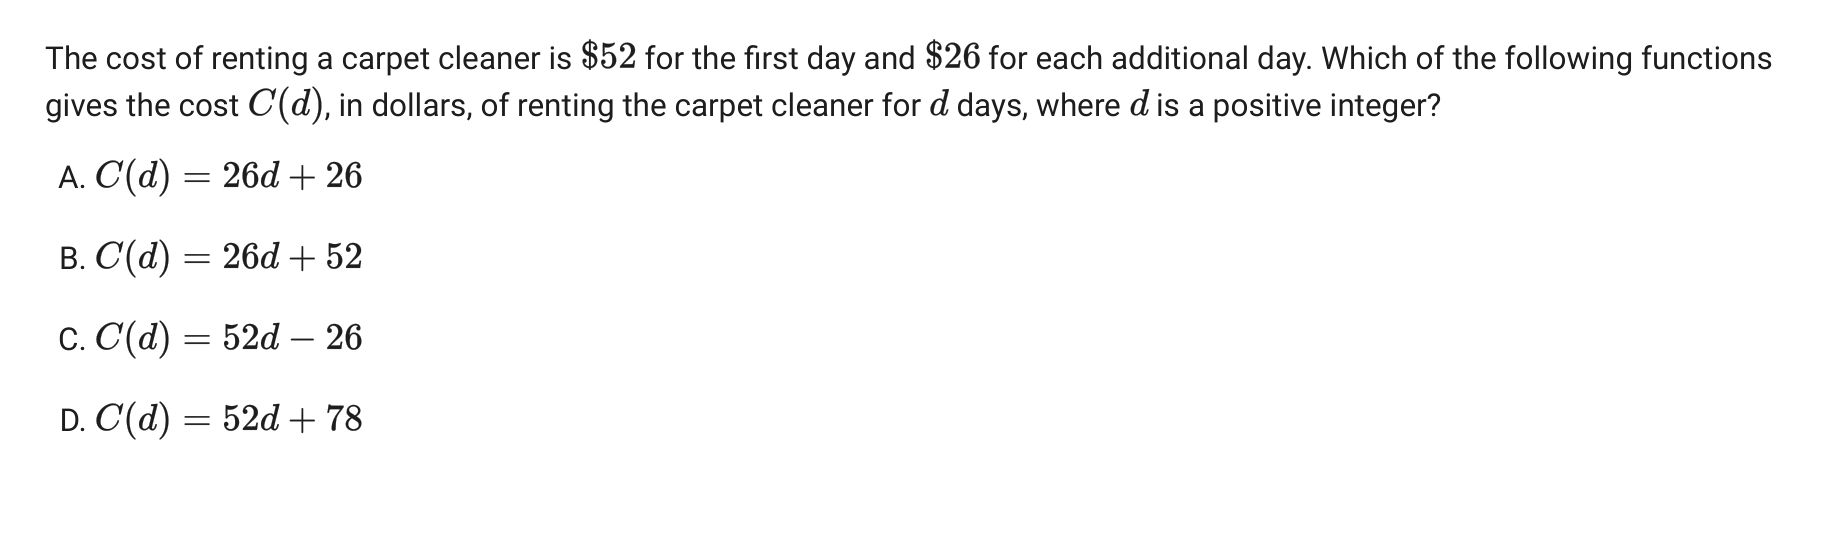 The cost of renting a carpet cleaner is $52 for the first day and $26 for each additional day. Which of the following functions
gives the cost C(d), in dollars, of renting the carpet cleaner for d days, where d is a positive integer?
A. C(d) = 26d + 26
B. C(d) = 26d + 52
C. C(d) = 52d − 26
D. C(d) = 52d + 78